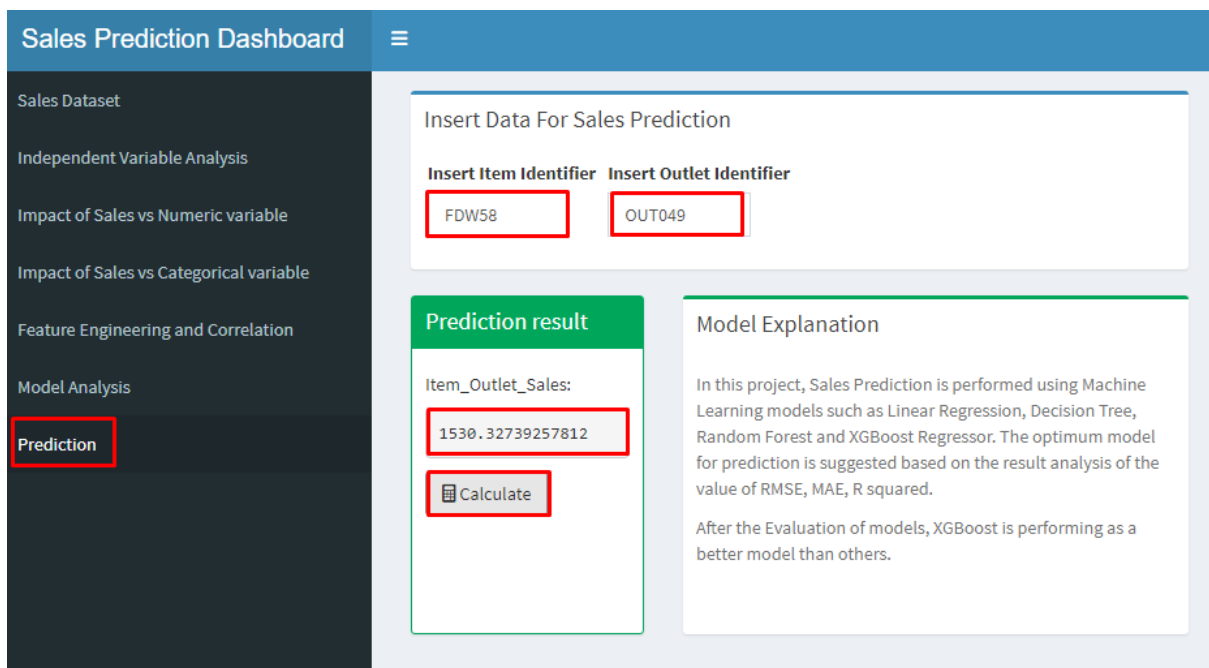 Sales Prediction Dashboard
Sales Dataset
Independent Variable Analysis
Impact of Sales vs Numeric variable
Impact of Sales vs Categorical variable
Feature Engineering and Correlation
Model Analysis
Prediction
Insert Data For Sales Prediction
Insert Item Identifier Insert Outlet Identifier
FDW58 OUT049
Prediction result
Item_Outlet_Sales:
1530.32739257812
Calculate
Model Explanation
In this project, Sales Prediction is performed using Machine
Learning models such as Linear Regression, Decision Tree,
Random Forest and XGBoost Regressor. The optimum model
for prediction is suggested based on the result analysis of the
value of RMSE, MAE, R squared.
After the Evaluation of models, XGBoost is performing as a
better model than others.